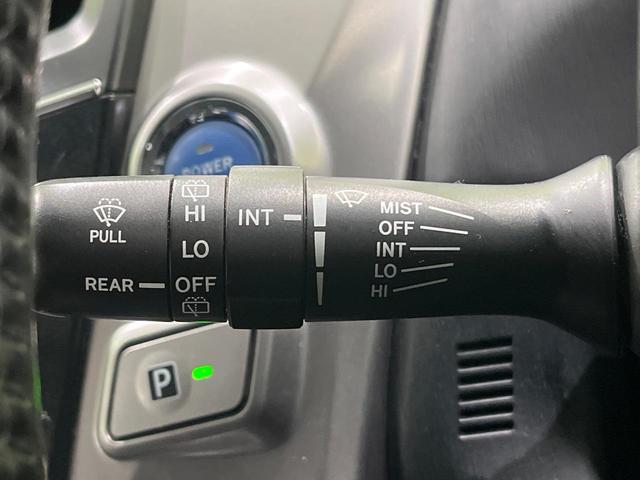 POWER
PULL
REAR
HI
LO
OFF
INT
MIST
OFF
INT
LO
HI
P